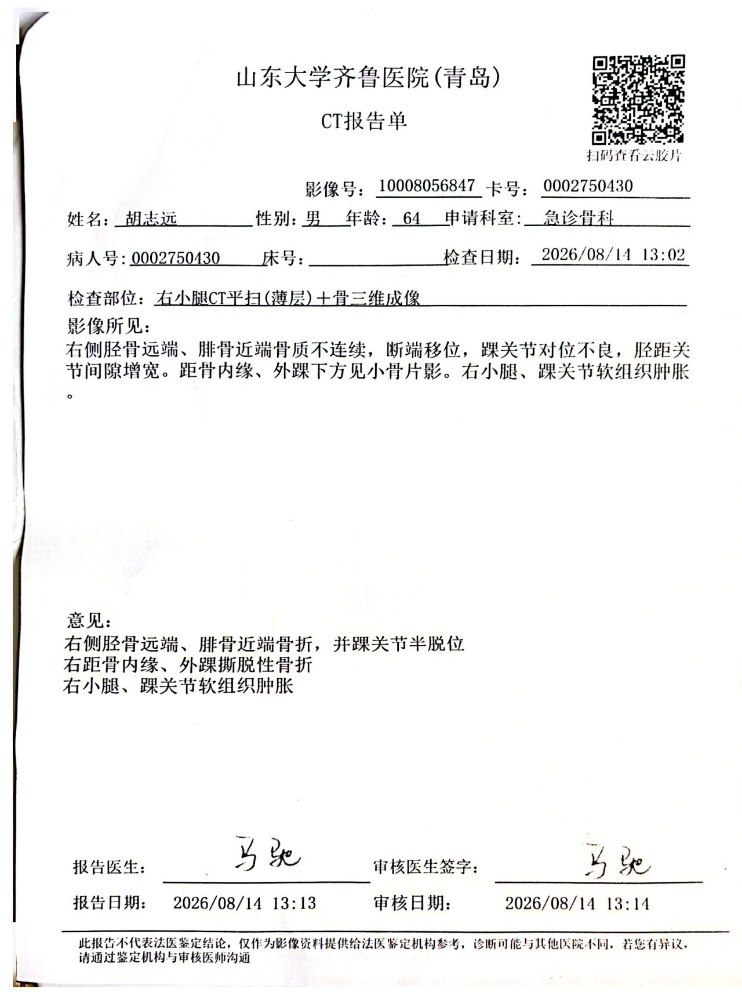 山东大学齐鲁医院(青岛)
CT报告单
扫码查看云胶片
影像号: 10008056847 卡号: 0002750430
姓名: 胡志远 性别: 男 年龄: 64 申请科室: 急诊骨科
病人号: 0002750430 床号: 检查日期: 2026/08/14 13:02
检查部位: 右小腿CT平扫(薄层)+骨三维成像
影像所见:
右侧胫骨远端、腓骨近端骨质不连续，断端移位，踝关节对位不良，胫距关
节间隙增宽。距骨内缘、外踝下方见小骨片影。右小腿、踝关节软组织肿胀
。
意见:
右侧胫骨远端、腓骨近端骨折，并踝关节半脱位
右距骨内缘、外踝撕脱性骨折
右小腿、踝关节软组织肿胀
报告医生: 马驰 审核医生签字: 马驰
报告日期: 2026/08/14 13:13 审核日期: 2026/08/14 13:14
此报告不代表法医鉴定结论，仅作为影像资料提供给法医鉴定机构参考，诊断可能与其他医院不同，若您有异议，
请通过鉴定机构与审核医师沟通